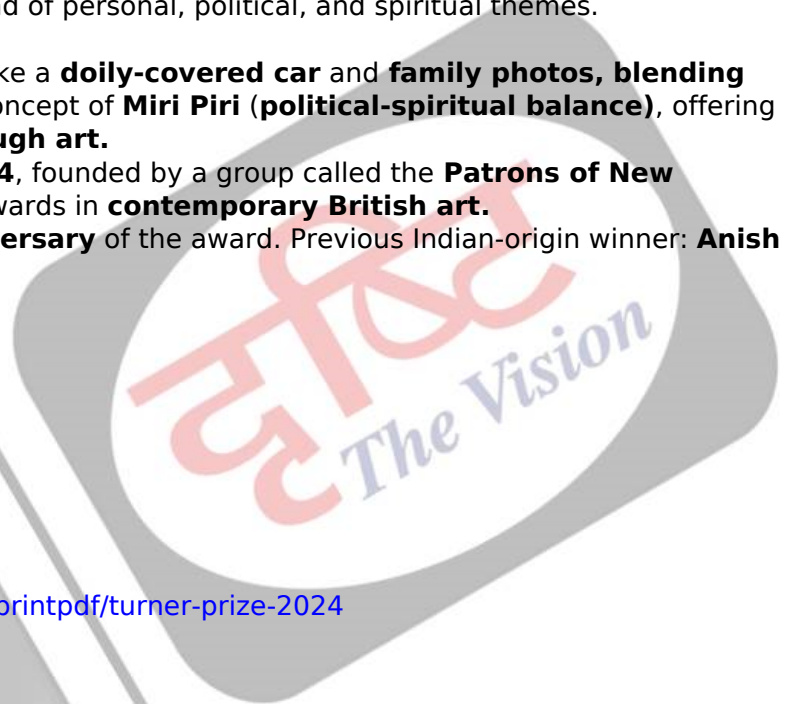 nd of personal, political, and spiritual themes.
ke a doily-covered car and family photos, blending
oncept of Miri Piri (political-spiritual balance), offering
ugh art.
4, founded by a group called the Patrons of New
wards in contemporary British art.
ersary of the award. Previous Indian-origin winner: Anish
दृष्टि
The Vision
printpdf/turner-prize-2024